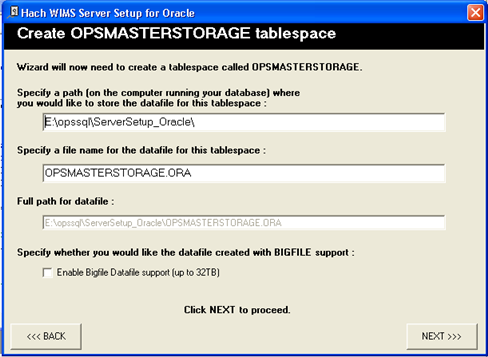 Hach WIMS Server Setup for Oracle
Create OPSMASTERSTORAGE tablespace
Wizard will now need to create a tablespace called OPSMASTERSTORAGE.
Specify a path (on the computer running your database) where
you would like to store the datafile for this tablespace :
E:\opssql\ServerSetup_Oracle\
Specify a file name for the datafile for this tablespace :
OPSMASTERSTORAGE.ORA
Full path for datafile :
E:\opssql\ServerSetup_Oracle\OPSMASTERSTORAGE.ORA
Specify whether you would like the datafile created with BIGFILE support :
Enable Bigfile Datafile support (up to 32TB)
Click NEXT to proceed.
<<< BACK
NEXT >>>